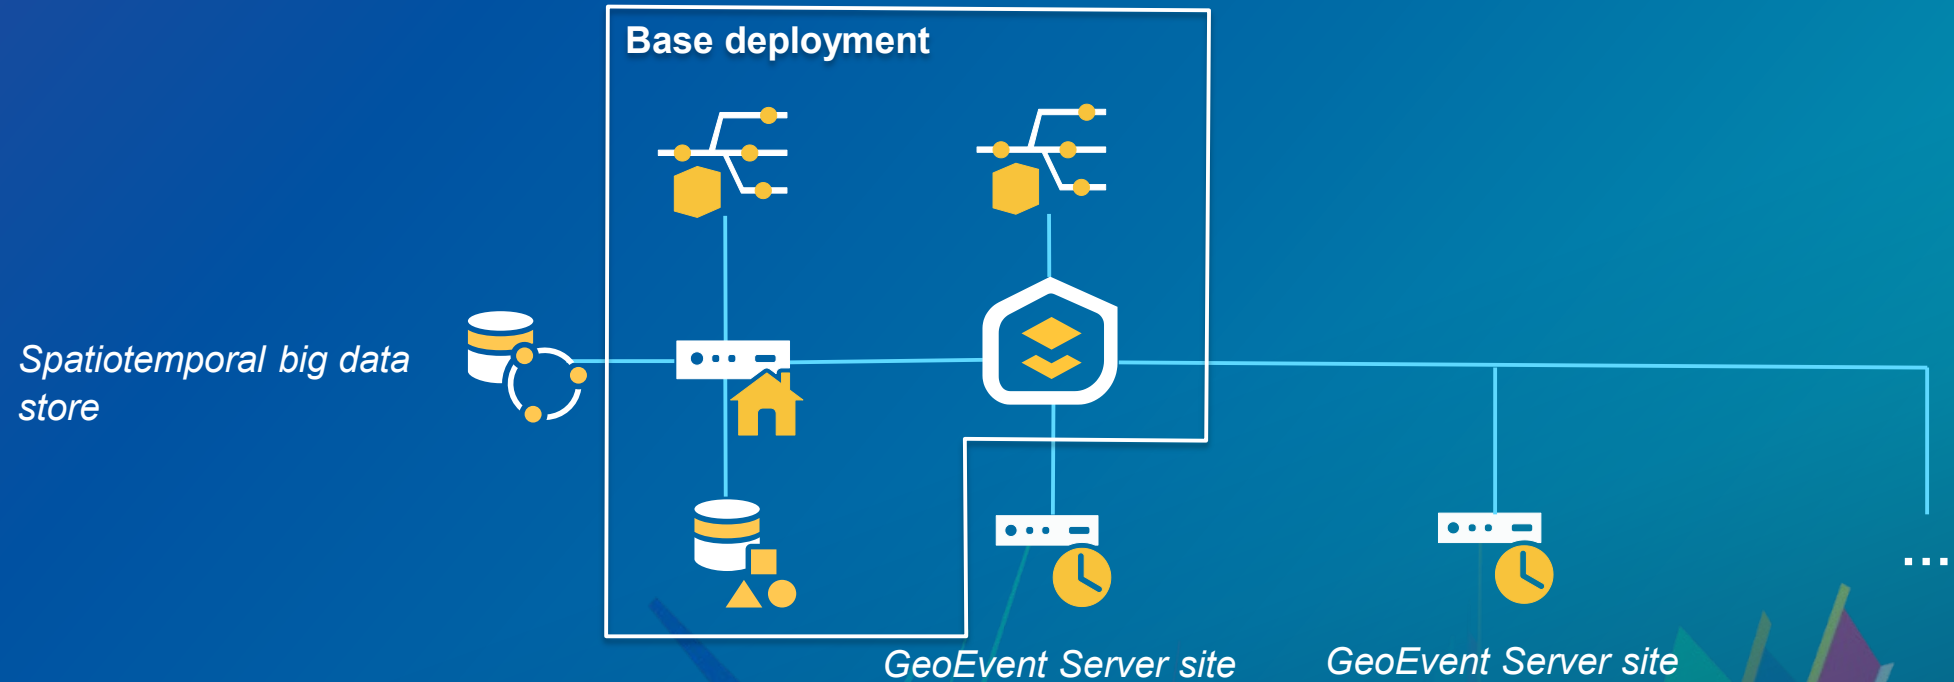 Base deployment
Spatiotemporal big data
store
GeoEvent Server site
GeoEvent Server site
...